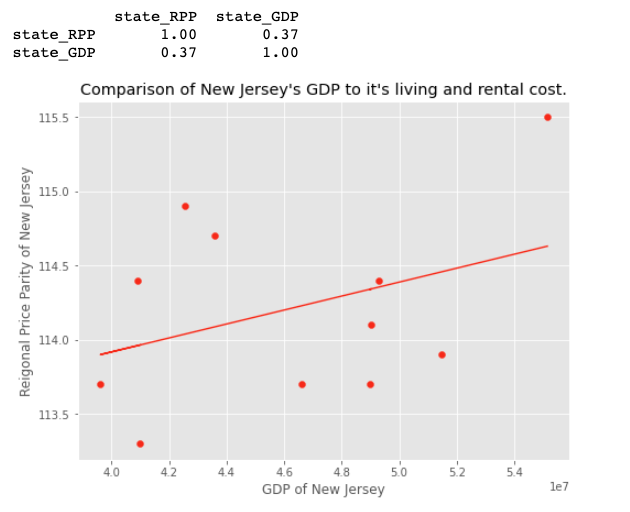 state_RPP state_GDP
state_RPP 1.00 0.37
state_GDP 0.37 1.00
Comparison of New Jersey's GDP to it's living and rental cost.
115.5
115.0
114.5
114.0
113.5
Reigonal Price Parity of New Jersey
4.0 4.2 4.4 4.6 4.8 5.0 5.2 5.4
1e7
GDP of New Jersey